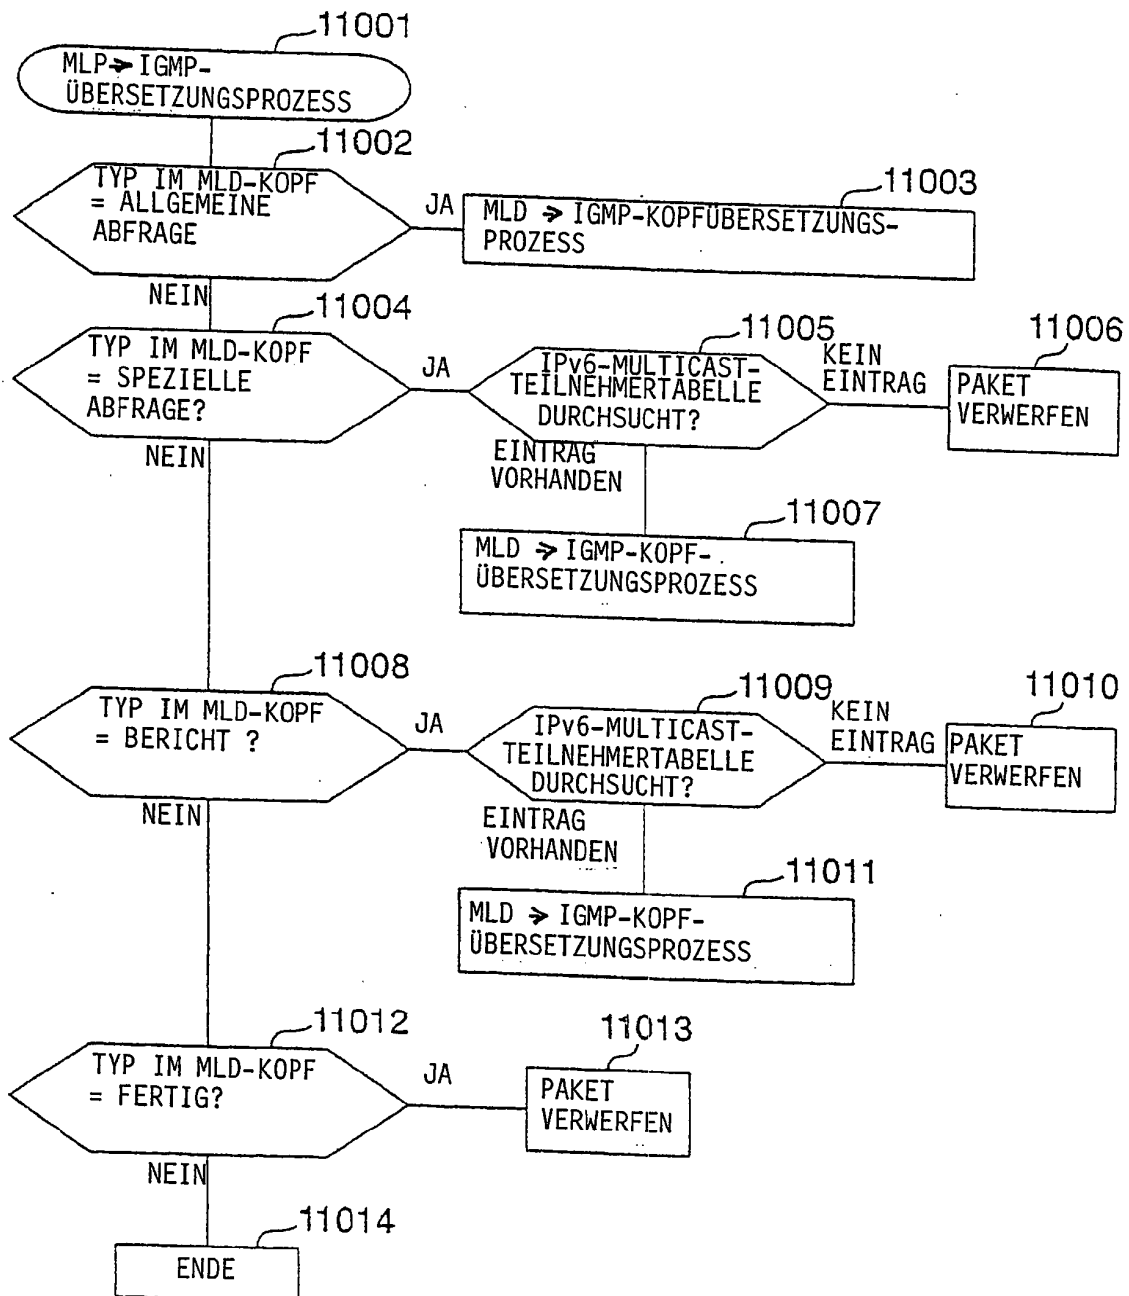 11001
MLP→IGMP-
ÜBERSETZUNGSPROZESS
11002
TYP IM MLD-KOPF
= ALLGEMEINE
ABFRAGE
JA
11003
MLD → IGMP-KOPFÜBERSETZUNGS-
PROZESS
NEIN
11004
TYP IM MLD-KOPF
= SPEZIELLE
ABFRAGE?
JA
11005
IPv6-MULTICAST-
TEILNEHMERTABELLE
DURCHSUCHT?
KEIN
EINTRAG
11006
PAKET
VERWERFEN
NEIN
EINTRAG
VORHANDEN
11007
MLD → IGMP-KOPF-
ÜBERSETZUNGSPROZESS
11008
TYP IM MLD-KOPF
= BERICHT ?
JA
11009
IPv6-MULTICAST-
TEILNEHMERTABELLE
DURCHSUCHT?
KEIN
EINTRAG
11010
PAKET
VERWERFEN
NEIN
EINTRAG
VORHANDEN
11011
MLD → IGMP-KOPF-
ÜBERSETZUNGSPROZESS
11012
TYP IM MLD-KOPF
= FERTIG?
JA
11013
PAKET
VERWERFEN
NEIN
11014
ENDE